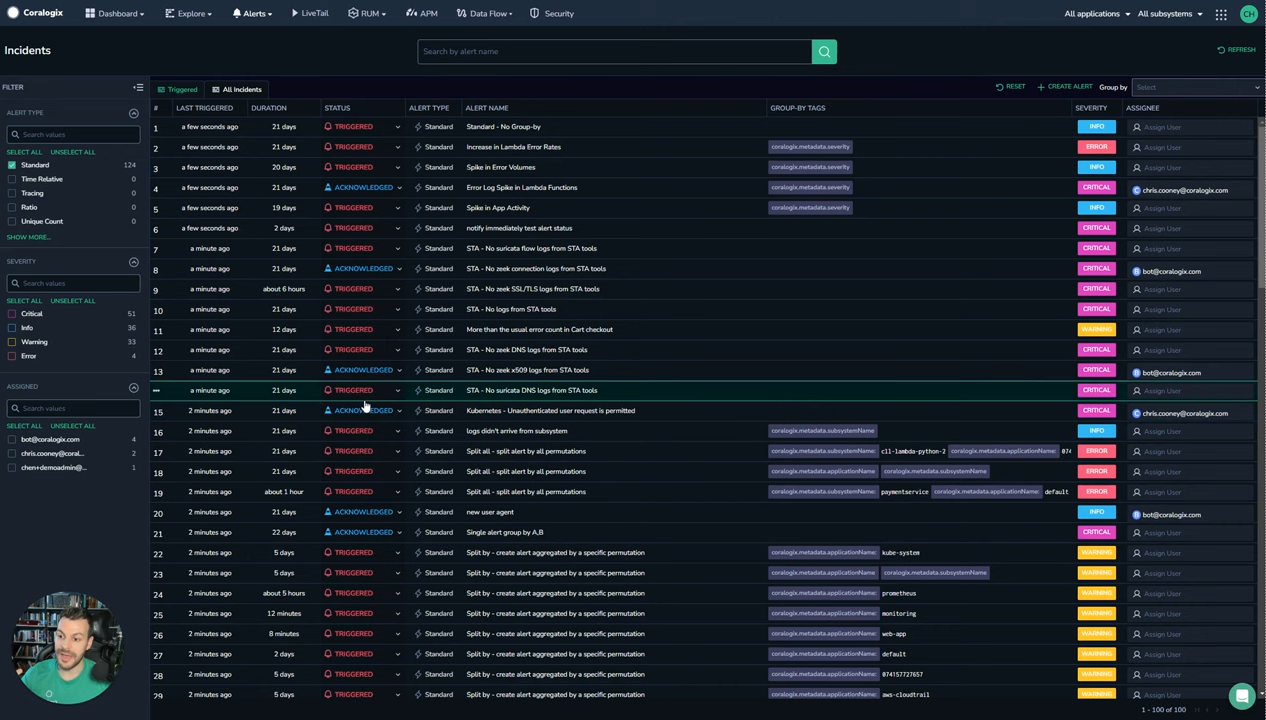 Coralogix Dashboard Explore Alerts LiveTail RUM APM Data Flow Security All applications All subsystems CH
Incidents Search by alert name REFRESH
FILTER Triggered All Incidents RESET CREATE ALERT Group by Select
# LAST TRIGGERED DURATION STATUS ALERT TYPE ALERT NAME GROUP-BY TAGS SEVERITY ASSIGNEE
ALERT TYPE
Search values
SELECT ALL UNSELECT ALL
Standard 124
Time Relative 0
Tracing 0
Ratio 0
Unique Count 0
SHOW MORE...
SEVERITY
Search values
SELECT ALL UNSELECT ALL
Critical 51
Info 36
Warning 33
Error 4
ASSIGNED
Search values
SELECT ALL UNSELECT ALL
bot@coralogix.com 4
chris.cooney@coral... 2
chen+demoadmin@... 1
1 a few seconds ago 21 days TRIGGERED Standard Standard - No Group-by INFO Assign User
2 a few seconds ago 21 days TRIGGERED Standard Increase in Lambda Error Rates coralogix.metadata.severity ERROR Assign User
3 a few seconds ago 20 days TRIGGERED Standard Spike in Error Volumes coralogix.metadata.severity INFO Assign User
4 a few seconds ago 21 days ACKNOWLEDGED Standard Error Log Spike in Lambda Functions coralogix.metadata.severity CRITICAL C chris.cooney@coralogix.com
5 a few seconds ago 19 days TRIGGERED Standard Spike in App Activity coralogix.metadata.severity INFO Assign User
6 a few seconds ago 2 days TRIGGERED Standard notify immediately test alert status CRITICAL Assign User
7 a minute ago 21 days TRIGGERED Standard STA - No suricata flow logs from STA tools CRITICAL Assign User
8 a minute ago 21 days ACKNOWLEDGED Standard STA - No zeek connection logs from STA tools CRITICAL B bot@coralogix.com
9 a minute ago about 6 hours TRIGGERED Standard STA - No zeek SSL/TLS logs from STA tools CRITICAL Assign User
10 a minute ago 21 days TRIGGERED Standard STA - No logs from STA tools CRITICAL Assign User
11 a minute ago 12 days TRIGGERED Standard More than the usual error count in Cart checkout WARNING Assign User
12 a minute ago 21 days TRIGGERED Standard STA - No zeek DNS logs from STA tools CRITICAL Assign User
13 a minute ago 21 days ACKNOWLEDGED Standard STA - No zeek x509 logs from STA tools CRITICAL B bot@coralogix.com
a minute ago 21 days TRIGGERED Standard STA - No suricata DNS logs from STA tools CRITICAL Assign User
15 2 minutes ago 21 days ACKNOWLEDGED Standard Kubernetes - Unauthenticated user request is permitted CRITICAL C chris.cooney@coralogix.com
16 2 minutes ago 21 days TRIGGERED Standard logs didn't arrive from subsystem coralogix.metadata.subsystemName INFO Assign User
17 2 minutes ago 21 days TRIGGERED Standard Split all - split alert by all permutations coralogix.metadata.subsystemName: cll-lambda-python-2 coralogix.metadata.applicationName: 074 ERROR Assign User
18 2 minutes ago 21 days TRIGGERED Standard Split all - split alert by all permutations coralogix.metadata.applicationName coralogix.metadata.subsystemName ERROR Assign User
19 2 minutes ago about 1 hour TRIGGERED Standard Split all - split alert by all permutations coralogix.metadata.subsystemName: paymentservice coralogix.metadata.applicationName: default ERROR Assign User
20 2 minutes ago 21 days ACKNOWLEDGED Standard new user agent INFO B bot@coralogix.com
21 2 minutes ago 22 days ACKNOWLEDGED Standard Single alert group by A,B CRITICAL Assign User
22 2 minutes ago 5 days TRIGGERED Standard Split by - create alert aggregated by a specific permutation coralogix.metadata.applicationName: kube-system WARNING Assign User
23 2 minutes ago 5 days TRIGGERED Standard Split by - create alert aggregated by a specific permutation coralogix.metadata.applicationName coralogix.metadata.subsystemName WARNING Assign User
24 2 minutes ago about 5 hours TRIGGERED Standard Split by - create alert aggregated by a specific permutation coralogix.metadata.applicationName: prometheus WARNING Assign User
25 2 minutes ago 12 minutes TRIGGERED Standard Split by - create alert aggregated by a specific permutation coralogix.metadata.applicationName: monitoring WARNING Assign User
26 2 minutes ago 8 minutes TRIGGERED Standard Split by - create alert aggregated by a specific permutation coralogix.metadata.applicationName: web-app WARNING Assign User
27 2 minutes ago 2 days TRIGGERED Standard Split by - create alert aggregated by a specific permutation coralogix.metadata.applicationName: default WARNING Assign User
28 2 minutes ago 5 days TRIGGERED Standard Split by - create alert aggregated by a specific permutation coralogix.metadata.applicationName: 074157727657 WARNING Assign User
29 2 minutes ago 5 days TRIGGERED Standard Split by - create alert aggregated by a specific permutation coralogix.metadata.applicationName: aws-cloudtrail WARNING Assign User
1 - 100 of 100